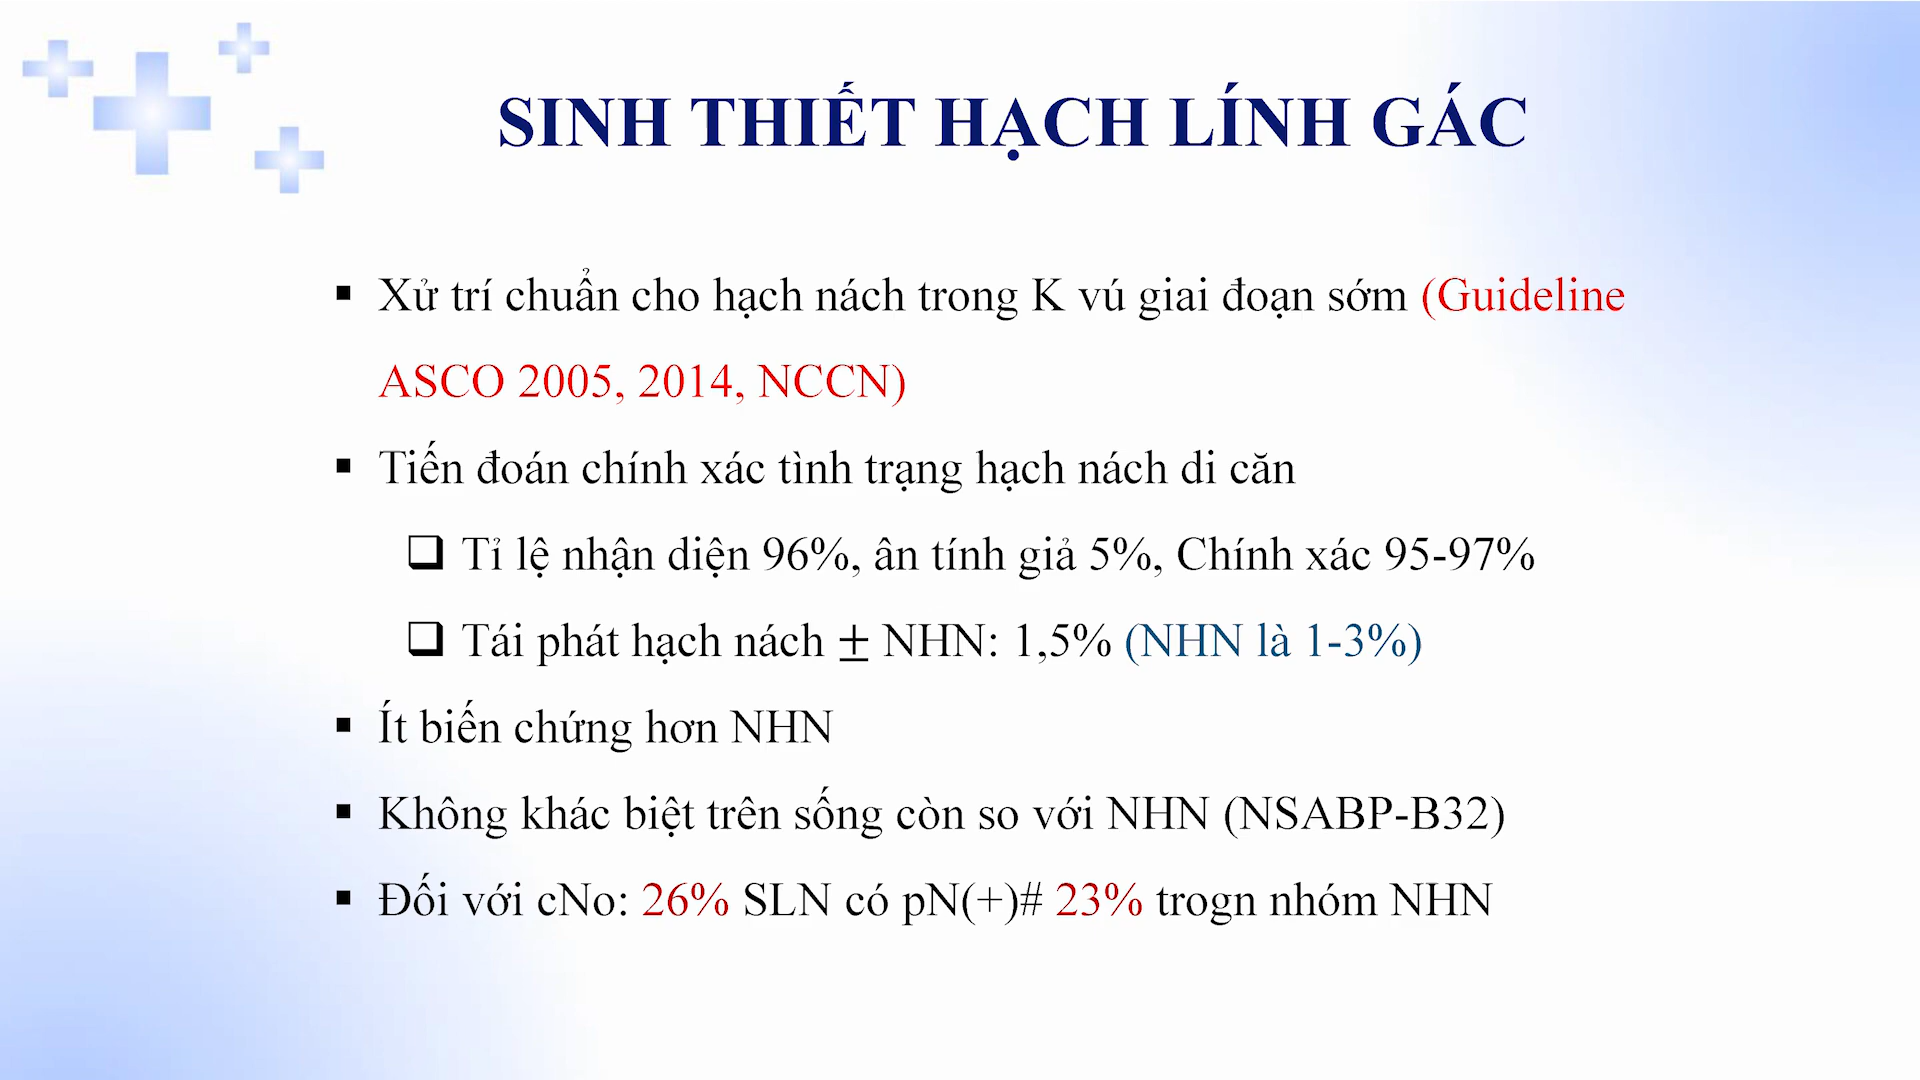 SINH THIẾT HẠCH LÍNH GÁC
▪ Xử trí chuẩn cho hạch nách trong K vú giai đoạn sớm (Guideline
ASCO 2005, 2014, NCCN)
▪ Tiến đoán chính xác tình trạng hạch nách di căn
❑ Tỉ lệ nhận diện 96%, ân tính giả 5%, Chính xác 95-97%
❑ Tái phát hạch nách ± NHN: 1,5% (NHN là 1-3%)
▪ Ít biến chứng hơn NHN
▪ Không khác biệt trên sống còn so với NHN (NSABP-B32)
▪ Đối với cNo: 26% SLN có pN(+)# 23% trogn nhóm NHN